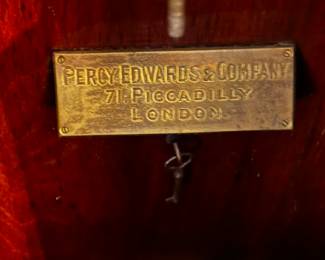 PERCY EDWARDS & COMPANY
71. PICCADILLY
LONDON.